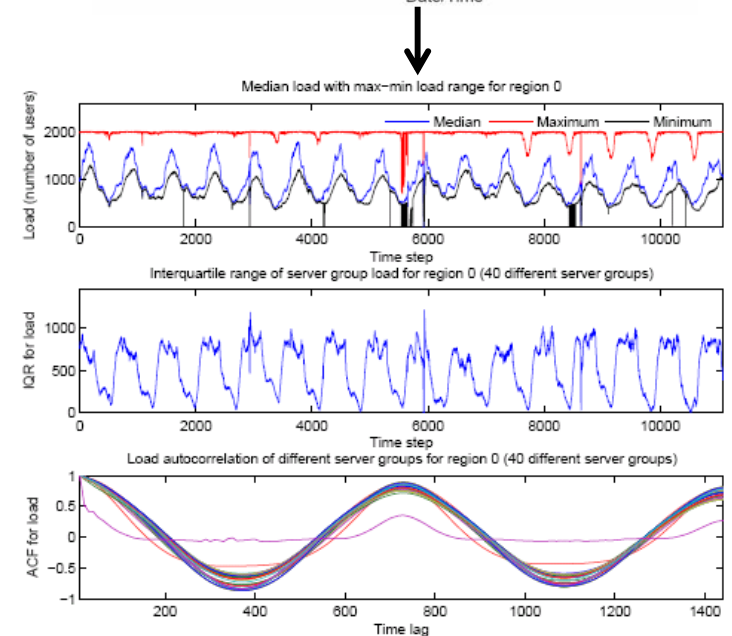 Date/Time
Median load with max-min load range for region 0
Load (number of users)
Median Maximum Minimum
2000
1000
0
0 2000 4000 6000 8000 10000
Time step
Interquartile range of server group load for region 0 (40 different server groups)
IQR for load
1000
500
0
0 2000 4000 6000 8000 10000
Time step
Load autocorrelation of different server groups for region 0 (40 different server groups)
ACF for load
1
0.5
0
−0.5
−1
200 400 600 800 1000 1200 1400
Time lag